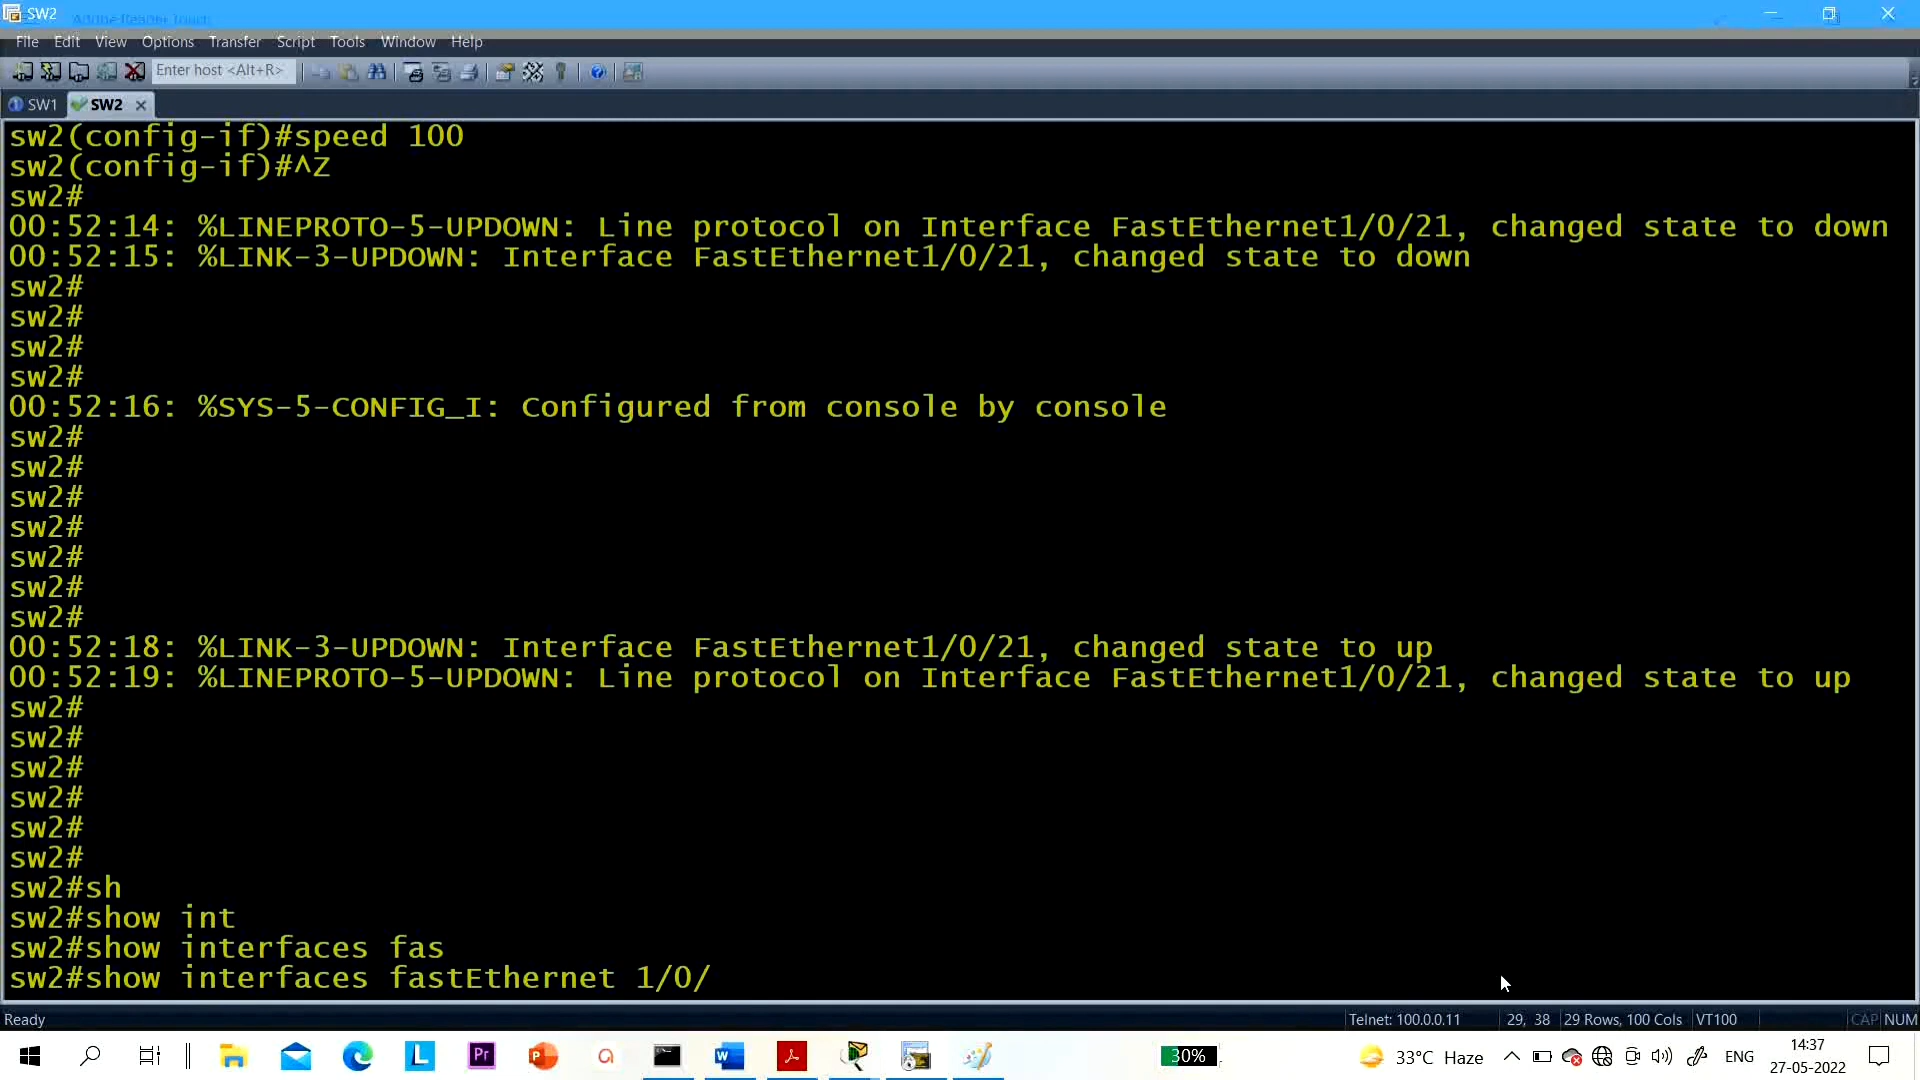 SW2
Adobe Reader Touch
File Edit View Options Transfer Script Tools Window Help
Enter host <Alt+R>
SW1 SW2
sw2(config-if)#speed 100
sw2(config-if)#^Z
sw2#
00:52:14: %LINEPROTO-5-UPDOWN: Line protocol on Interface FastEthernet1/0/21, changed state to down
00:52:15: %LINK-3-UPDOWN: Interface FastEthernet1/0/21, changed state to down
sw2#
sw2#
sw2#
sw2#
00:52:16: %SYS-5-CONFIG_I: Configured from console by console
sw2#
sw2#
sw2#
sw2#
sw2#
sw2#
sw2#
00:52:18: %LINK-3-UPDOWN: Interface FastEthernet1/0/21, changed state to up
00:52:19: %LINEPROTO-5-UPDOWN: Line protocol on Interface FastEthernet1/0/21, changed state to up
sw2#
sw2#
sw2#
sw2#
sw2#
sw2#
sw2#sh
sw2#show int
sw2#show interfaces fas
sw2#show interfaces fastEthernet 1/0/
Ready Telnet: 100.0.0.11 29, 38 29 Rows, 100 Cols VT100 CAP NUM
L Pr P W 30% 33°C Haze ENG 14:37
27-05-2022